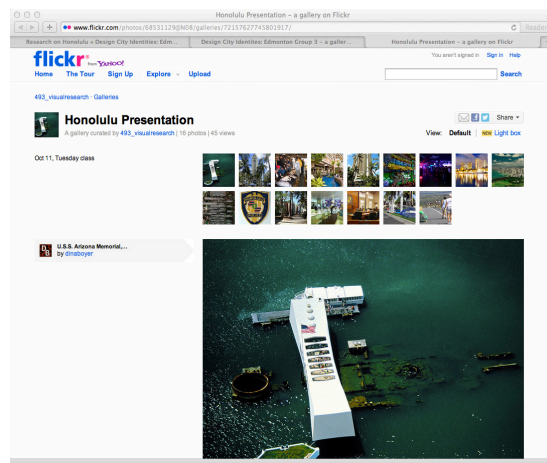 Honolulu Presentation – a gallery on Flickr
www.flickr.com/photos/68531129@N08/galleries/72157627745801917/
Reader
Research on Honolulu « Design City Identities: Edm...
Design City Identites: Edmonton Group 3 – a galler...
Honolulu Presentation – a gallery on Flickr
flickr from YAHOO!
You aren't signed in Sign In Help
Home The Tour Sign Up Explore Upload
Search
493_visualresearch · Galleries
Honolulu Presentation
Share
A gallery curated by 493_visualresearch | 16 photos | 45 views
View: Default NEW Light box
Oct 11, Tuesday class
U.S.S. Arizona Memorial,...
by dinaboyer